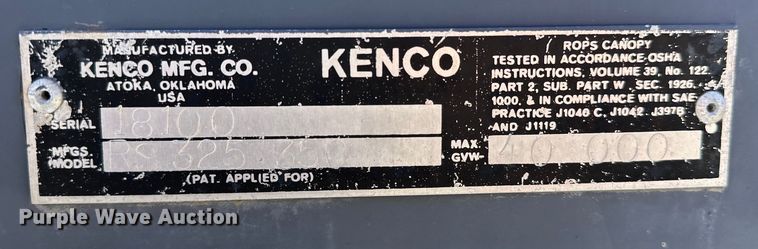 MANUFACTURED BY
KENCO MFG. CO.
ATOKA, OKLAHOMA
USA
KENCO
ROPS CANOPY
TESTED IN ACCORDANCE-OSHA
INSTRUCTIONS, VOLUME 39, No. 122
PART 2, SUB. PART W, SEC. 1926.
1000, & IN COMPLIANCE WITH SAE
PRACTICE J1040 C, J1042, J397B
AND J1119
SERIAL 18100
MFGS. MODEL
MAX. GVW- 40 000
(PAT. APPLIED FOR)
Purple Wave Auction